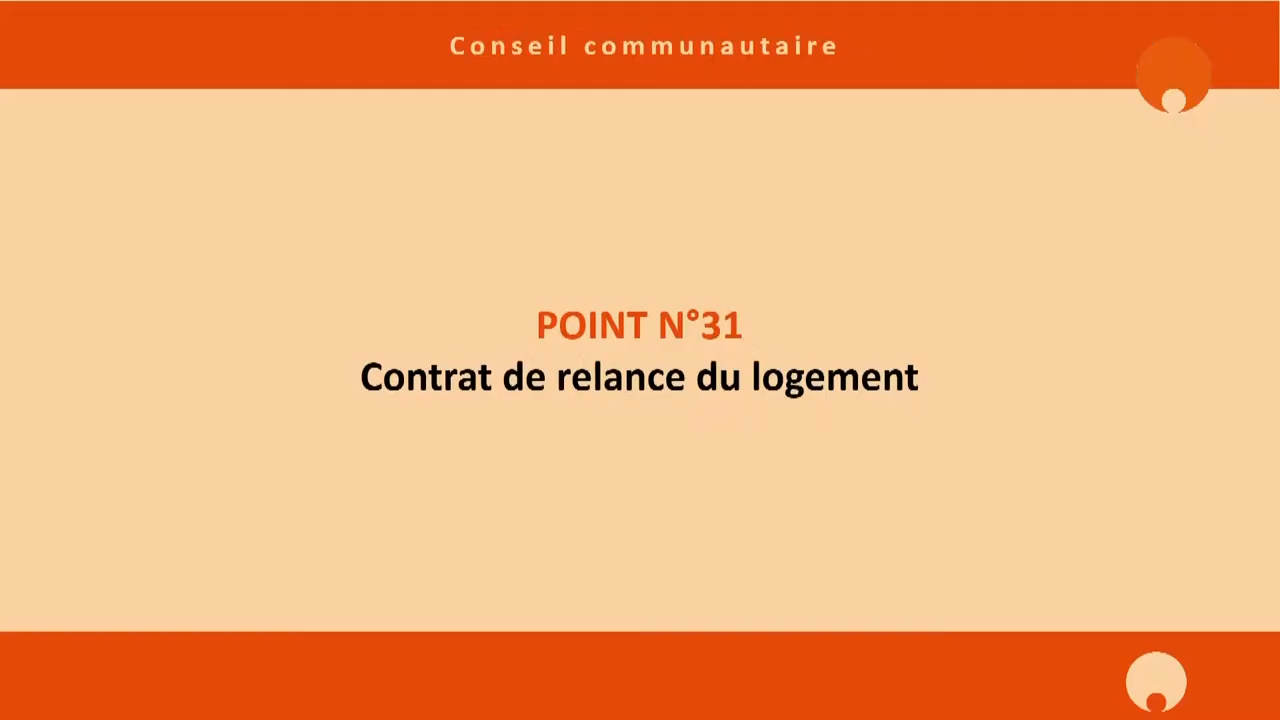 Conseil communautaire
POINT N°31
Contrat de relance du logement